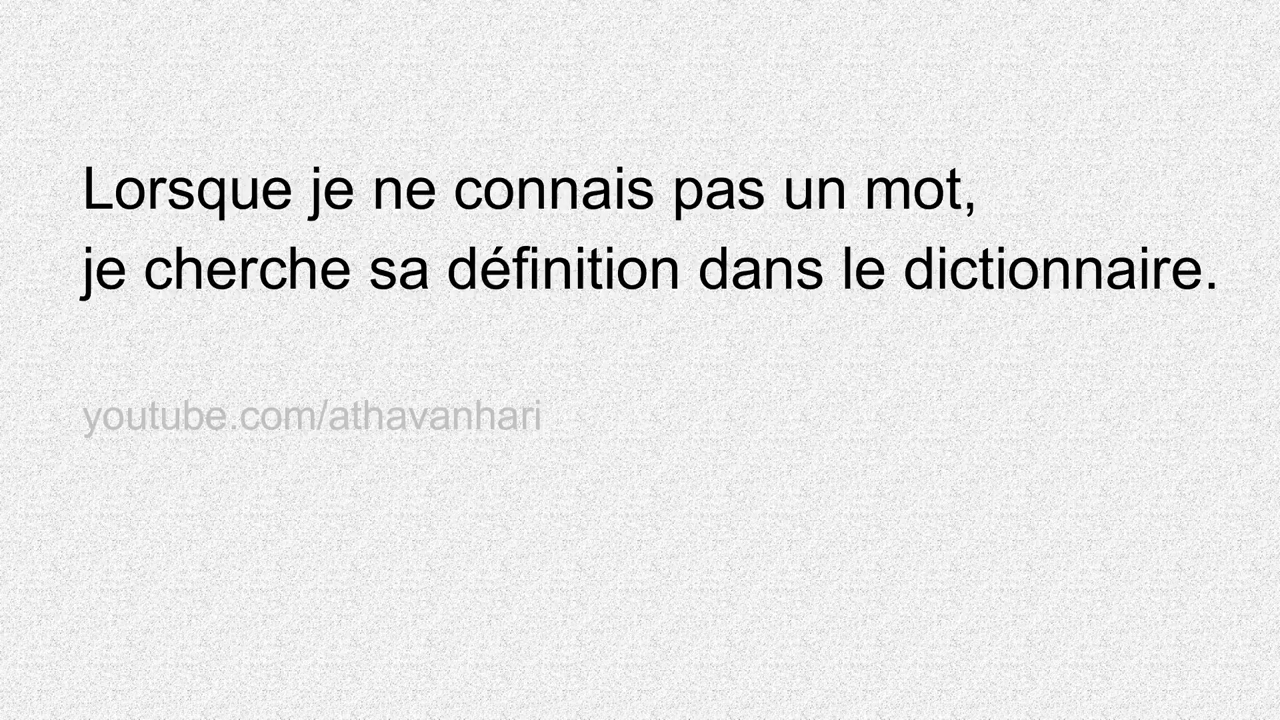 Lorsque je ne connais pas un mot,
je cherche sa définition dans le dictionnaire.
youtube.com/athavanhari